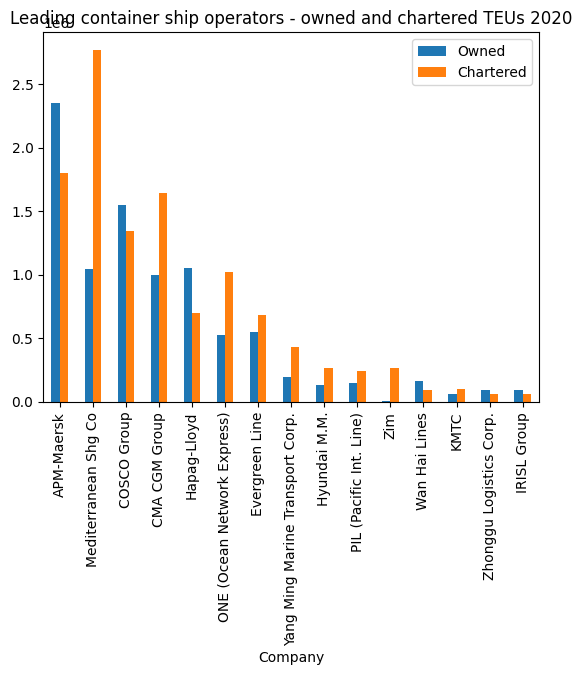 Leading container ship operators - owned and chartered TEUs 2020
1e6
Owned
Chartered
2.5
2.0
1.5
1.0
0.5
0.0
APM-Maersk
Mediterranean Shg Co
COSCO Group
CMA CGM Group
Hapag-Lloyd
ONE (Ocean Network Express)
Evergreen Line
Yang Ming Marine Transport Corp.
Hyundai M.M.
PIL (Pacific Int. Line)
Zim
Wan Hai Lines
KMTC
Zhonggu Logistics Corp.
IRISL Group
Company